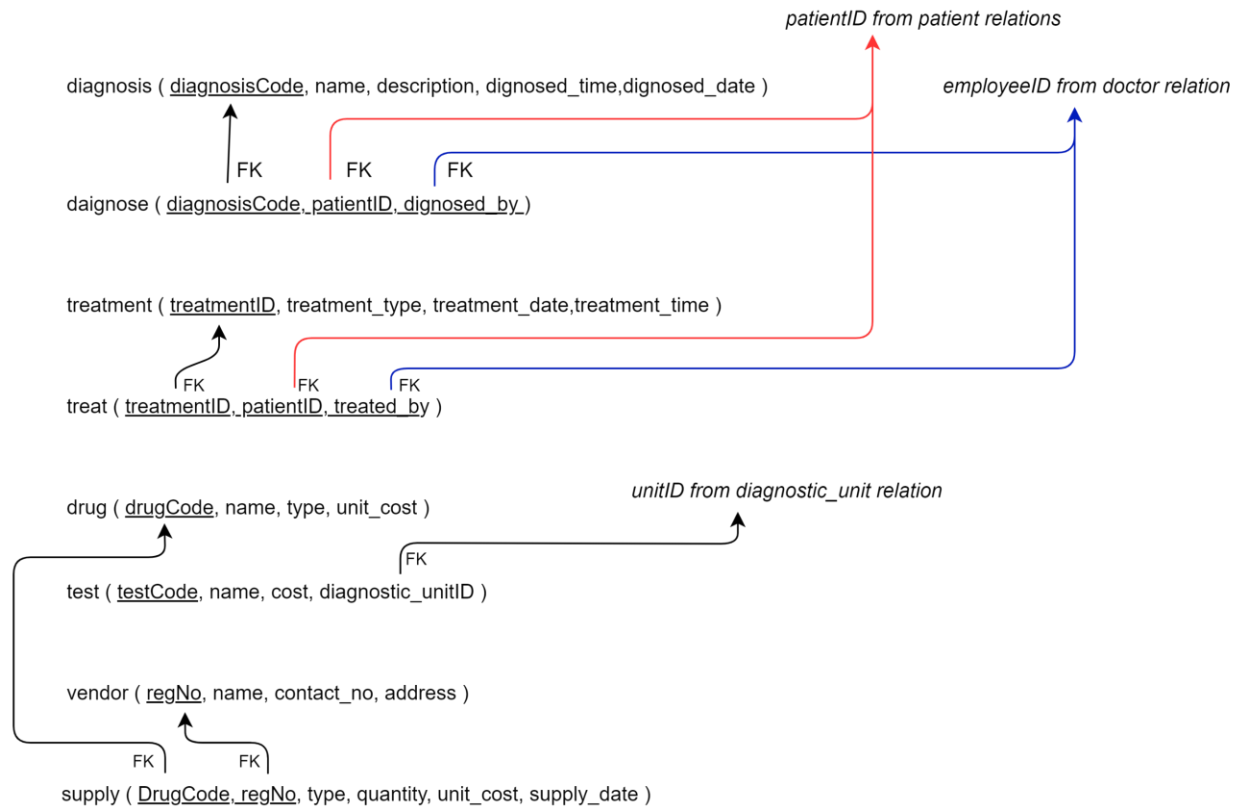 patientID from patient relations
diagnosis ( diagnosisCode, name, description, dignosed_time,dignosed_date )
employeeID from doctor relation
FK FK FK
daignose ( diagnosisCode, patientID, dignosed_by )
treatment ( treatmentID, treatment_type, treatment_date,treatment_time )
FK FK FK
treat ( treatmentID, patientID, treated_by )
unitID from diagnostic_unit relation
drug ( drugCode, name, type, unit_cost )
FK
test ( testCode, name, cost, diagnostic_unitID )
vendor ( regNo, name, contact_no, address )
FK FK
supply ( DrugCode, regNo, type, quantity, unit_cost, supply_date )